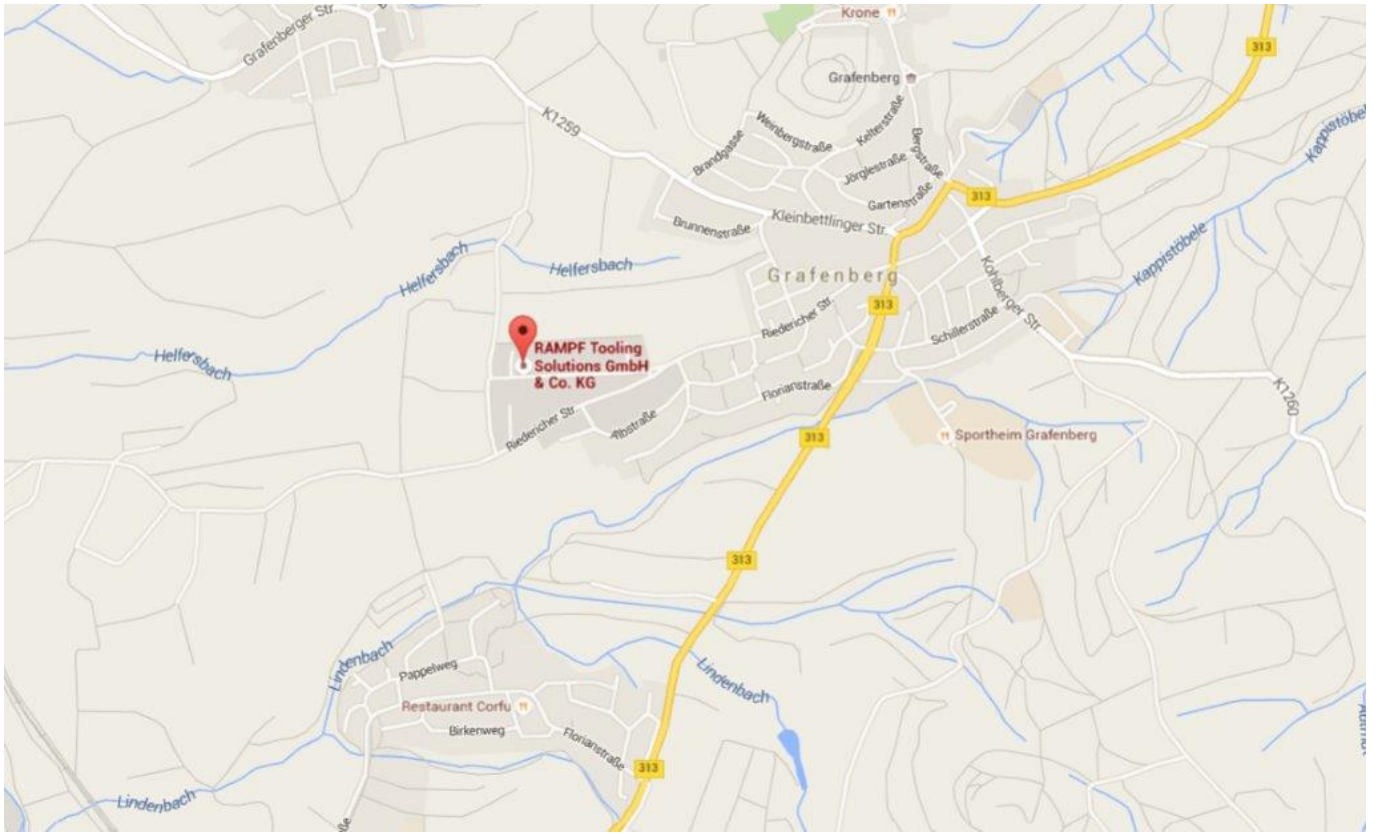 Krone
Grafenberger Str.
313
Grafenberg
K1259
Kelterstraße
Weinbergstraße
Bergstraße
Brandgasse
Kappistöbele
Jörglestraße
313
Gartenstraße
Kleinbettlinger Str.
Brunnenstraße
Kappistöbele
Helfersbach
Helfersbach
Grafenberg
Kohlberger Str.
313
Riedericher Str.
Schillerstraße
Helfersbach
RAMPF Tooling
Solutions GmbH
& Co. KG
Florianstraße
K1260
Riedericher Str.
Albstraße
313
Sportheim Grafenberg
313
Lindenbach
Pappelweg
Lindenbach
Restaurant Corfu
Birkenweg
Florianstraße
313
Lindenbach